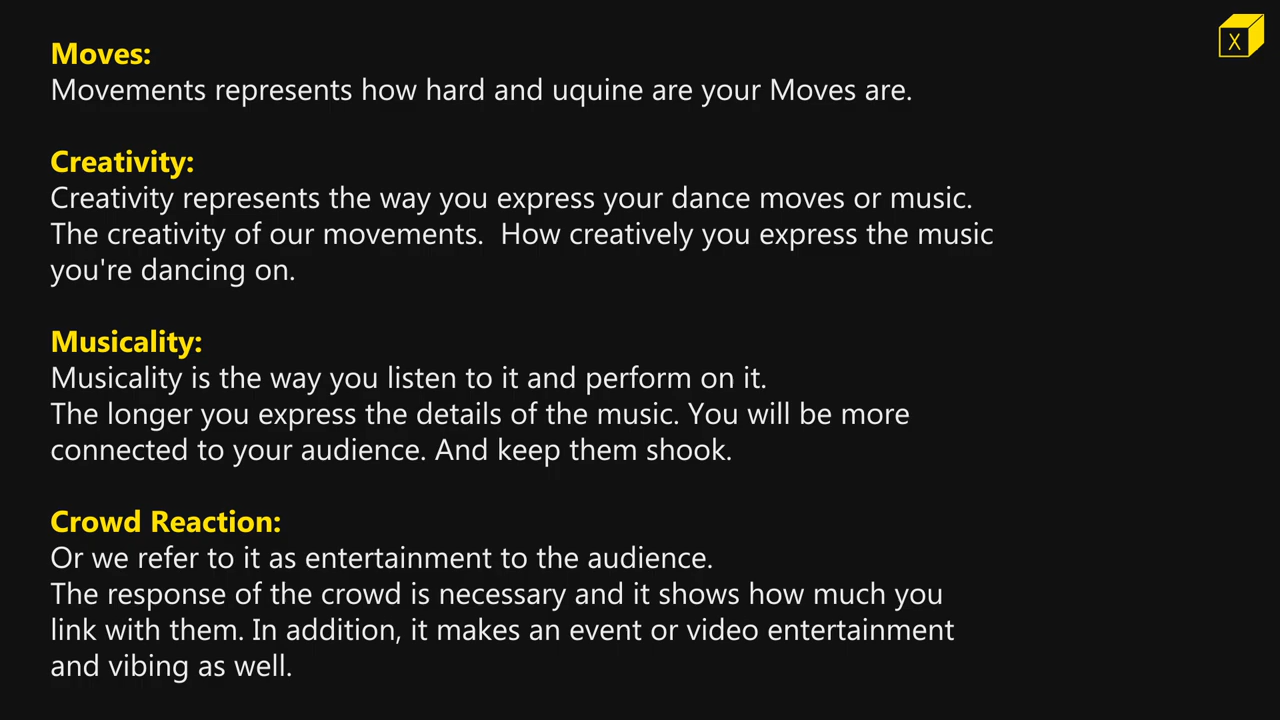 X
Moves:
Movements represents how hard and uquine are your Moves are.
Creativity:
Creativity represents the way you express your dance moves or music.
The creativity of our movements.  How creatively you express the music
you're dancing on.
Musicality:
Musicality is the way you listen to it and perform on it.
The longer you express the details of the music. You will be more
connected to your audience. And keep them shook.
Crowd Reaction:
Or we refer to it as entertainment to the audience.
The response of the crowd is necessary and it shows how much you
link with them. In addition, it makes an event or video entertainment
and vibing as well.